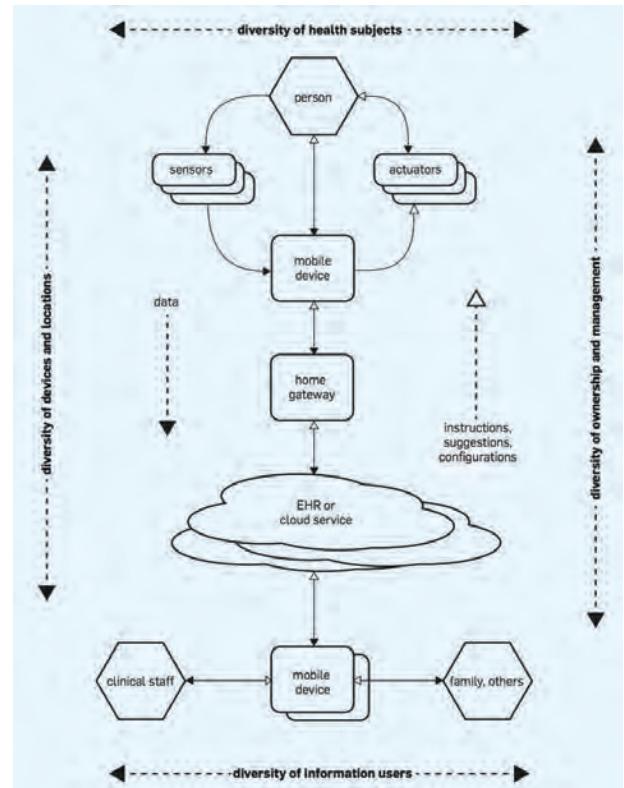 diversity of health subjects
person
sensors
actuators
mobile
device
data
home
gateway
instructions,
suggestions,
configurations
diversity of devices and locations
diversity of ownership and management
EHR or
cloud service
clinical staff
mobile
device
family, others
diversity of information users